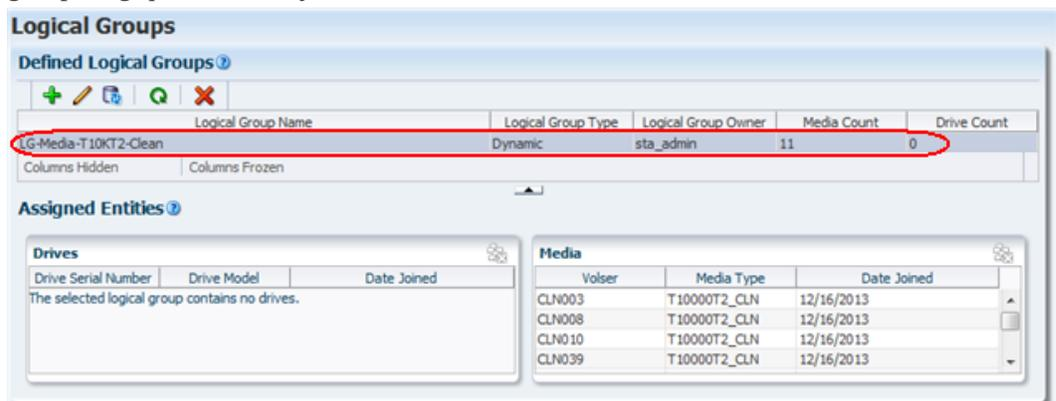 Logical Groups
Defined Logical Groups
Logical Group Name Logical Group Type Logical Group Owner Media Count Drive Count
LG-Media-T10KT2-Clean Dynamic sta_admin 11 0
Columns Hidden Columns Frozen
Assigned Entities
Drives
Drive Serial Number Drive Model Date Joined
The selected logical group contains no drives.
Media
Volser Media Type Date Joined
CLN003 T10000T2_CLN 12/16/2013
CLN008 T10000T2_CLN 12/16/2013
CLN010 T10000T2_CLN 12/16/2013
CLN039 T10000T2_CLN 12/16/2013